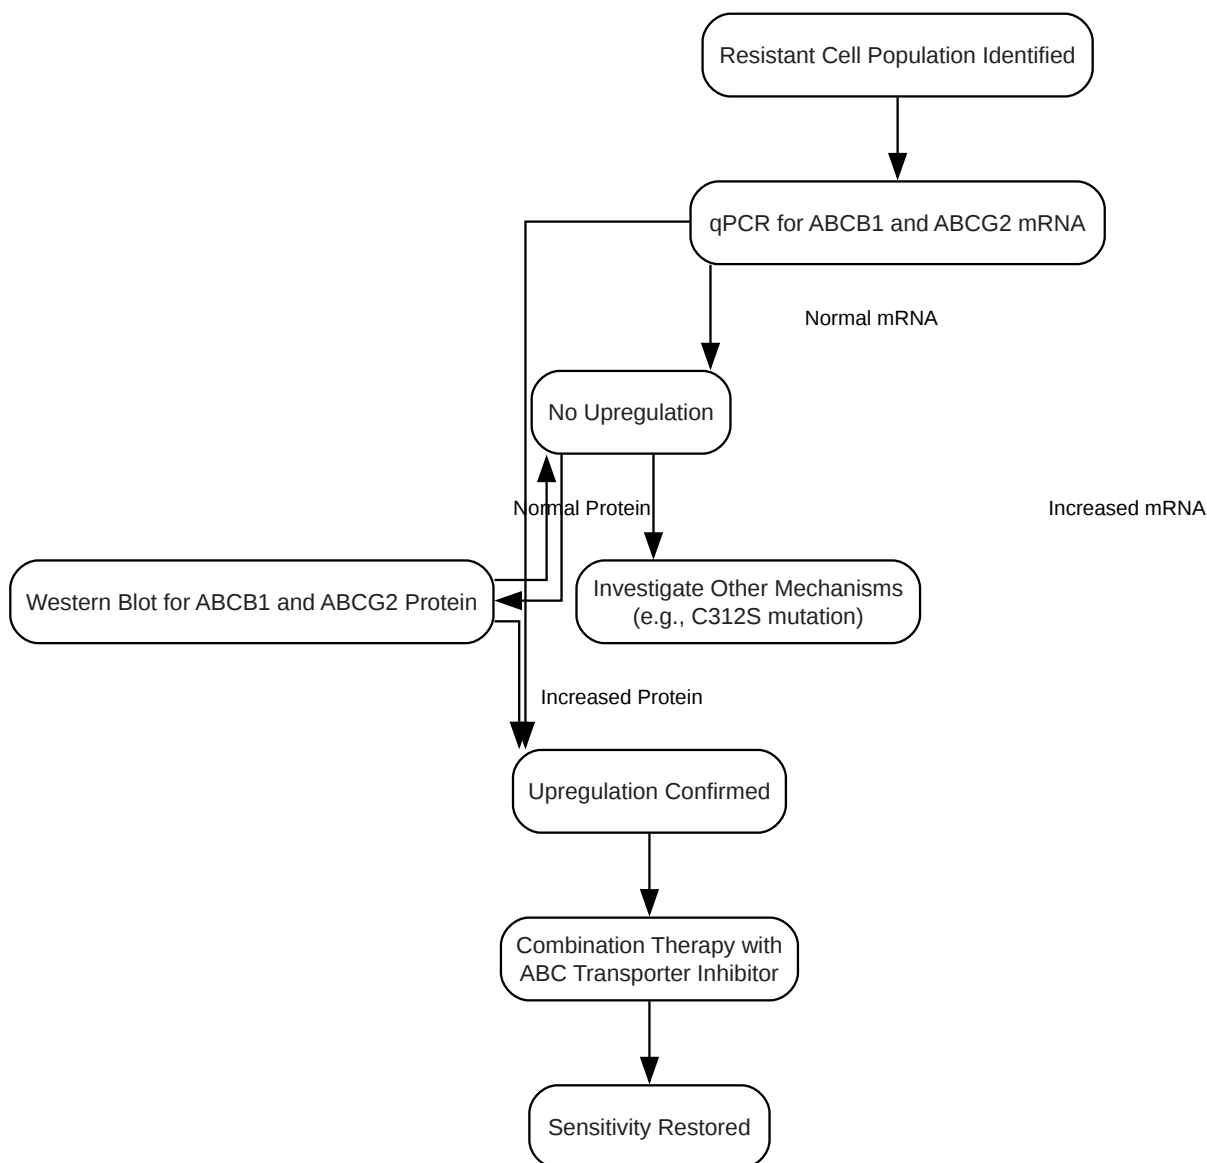 Resistant Cell Population Identified
qPCR for ABCB1 and ABCG2 mRNA
Normal mRNA
No Upregulation
Normal Protein
Increased mRNA
Western Blot for ABCB1 and ABCG2 Protein
Investigate Other Mechanisms
(e.g., C312S mutation)
Increased Protein
Upregulation Confirmed
Combination Therapy with
ABC Transporter Inhibitor
Sensitivity Restored